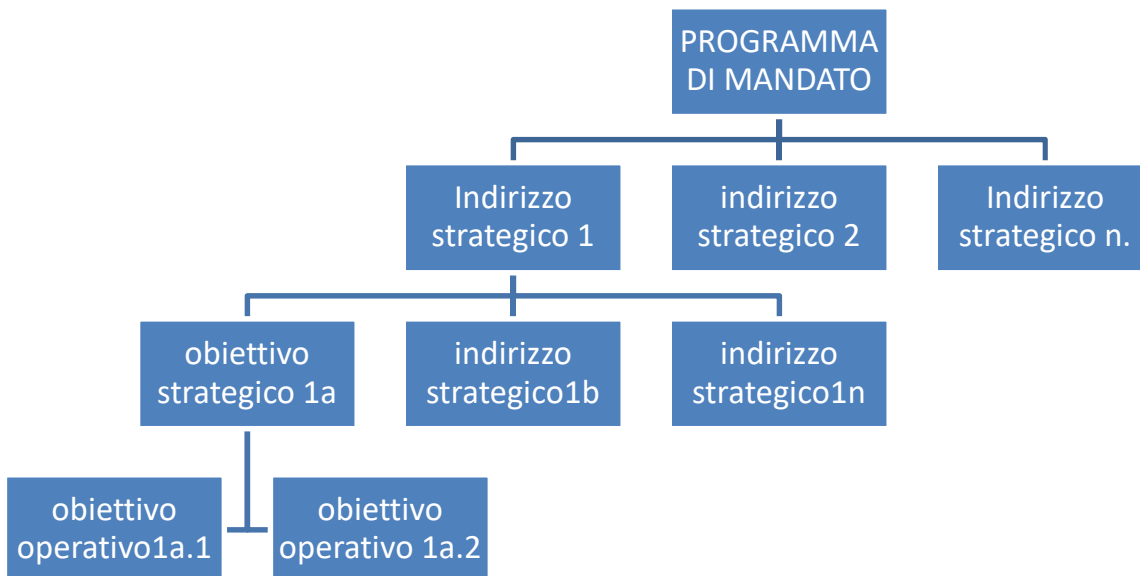 PROGRAMMA
DI MANDATO
Indirizzo
strategico 1
indirizzo
strategico 2
Indirizzo
strategico n.
obiettivo
strategico 1a
indirizzo
strategico1b
indirizzo
strategico1n
obiettivo
operativo1a.1
obiettivo
operativo 1a.2